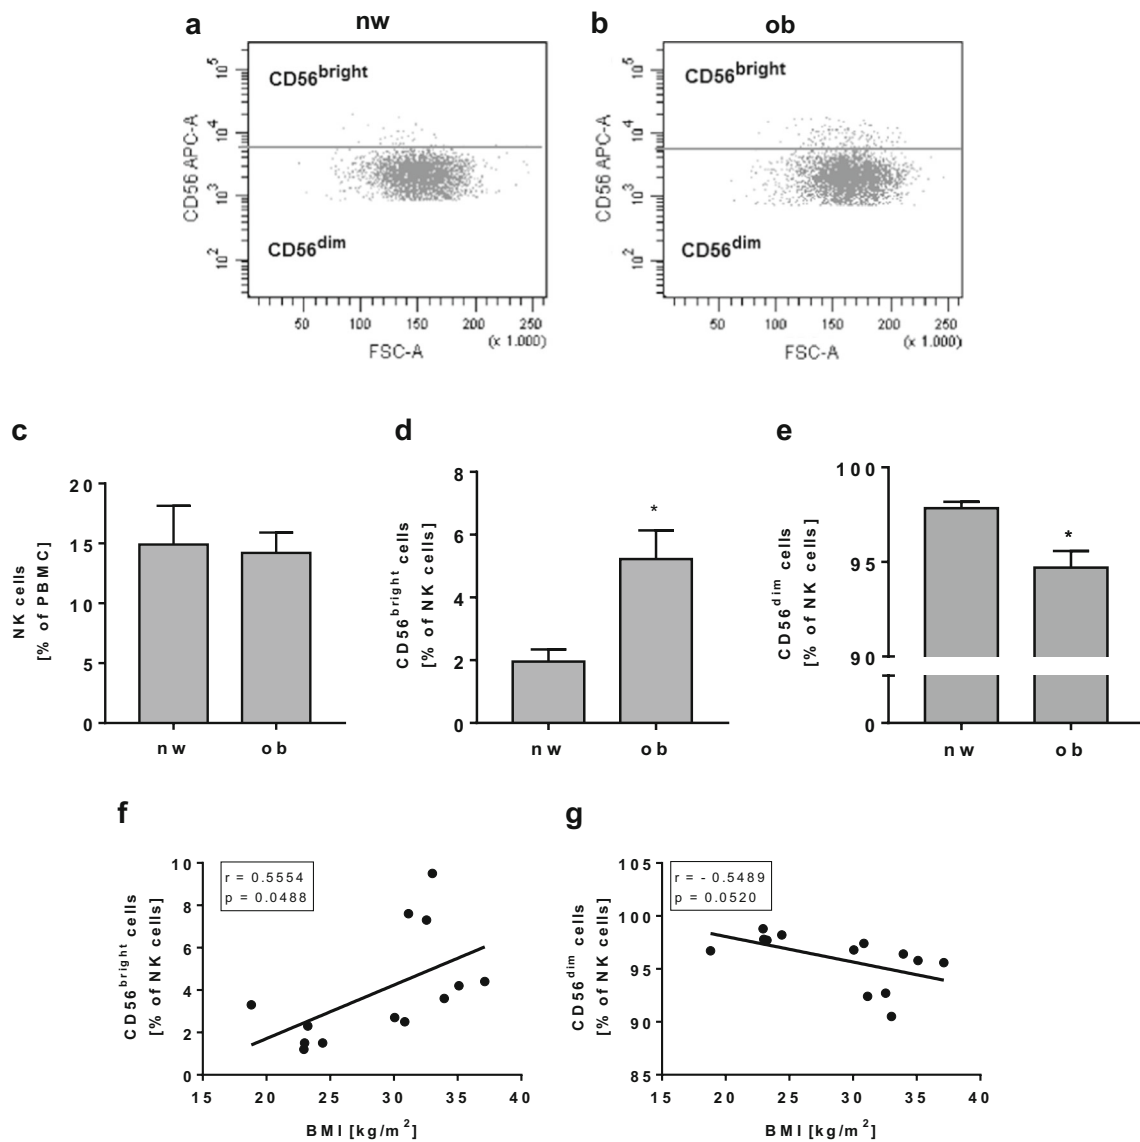 a
nw
CD56bright
CD56dim
CD56 APC-A
10^5
10^4
10^3
10^2
50 100 150 200 250
(x 1.000)
FSC-A
b
ob
CD56bright
CD56dim
CD56 APC-A
10^5
10^4
10^3
10^2
50 100 150 200 250
(x 1.000)
FSC-A
c
NK cells
[% of PBMC]
20
15
10
5
0
nw ob
d
CD56bright cells
[% of NK cells]
8
6
4
2
0
*
nw ob
e
CD56dim cells
[% of NK cells]
100
95
90
0
*
nw ob
f
CD56bright cells
[% of NK cells]
10
8
6
4
2
0
r = 0.5554
p = 0.0488
15 20 25 30 35 40
BMI [kg/m2]
g
CD56dim cells
[% of NK cells]
105
100
95
90
85
r = - 0.5489
p = 0.0520
15 20 25 30 35 40
BMI [kg/m2]